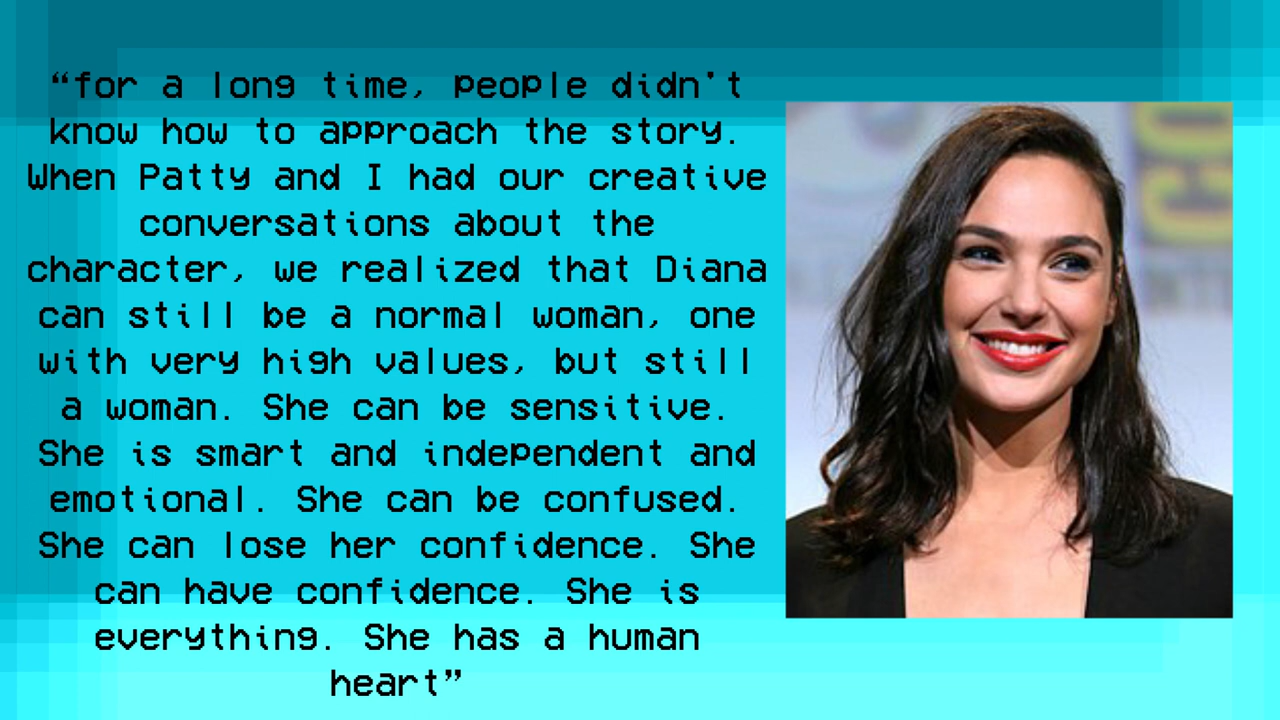 “for a long time, people didn't
know how to approach the story.
When Patty and I had our creative
conversations about the
character, we realized that Diana
can still be a normal woman, one
with very high values, but still
a woman. She can be sensitive.
She is smart and independent and
emotional. She can be confused.
She can lose her confidence. She
can have confidence. She is
everything. She has a human
heart”